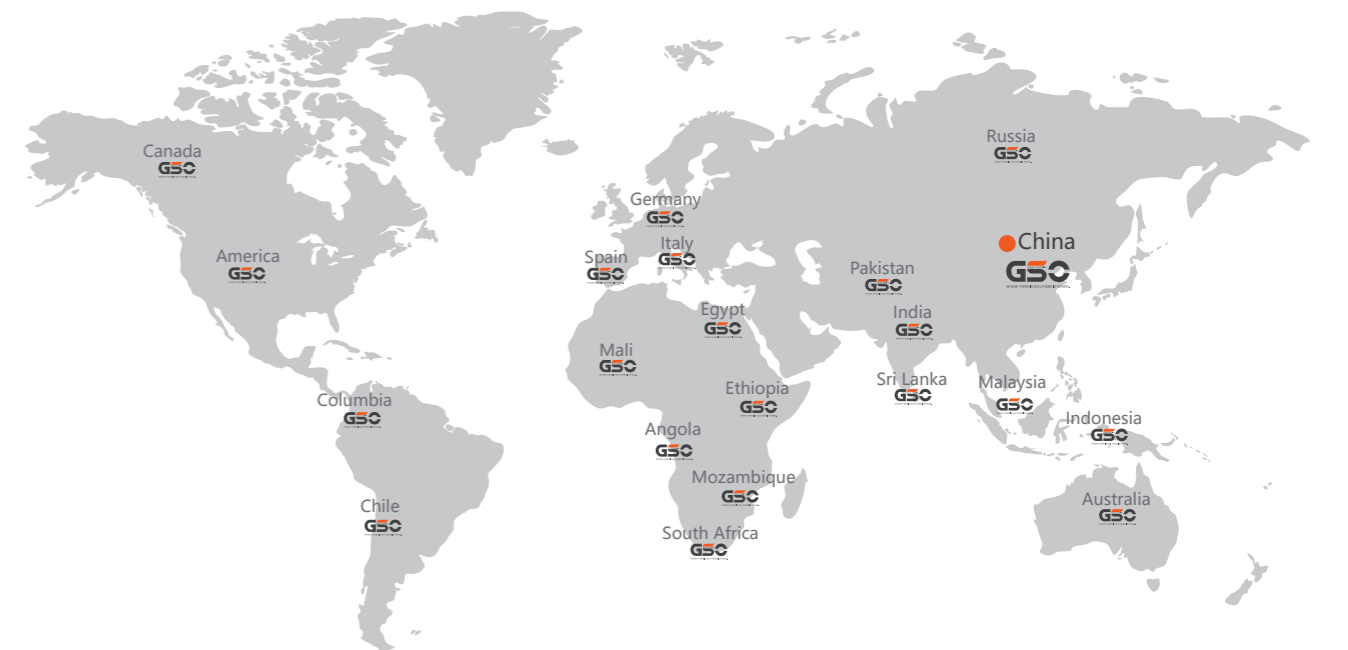 Canada
GSO
Russia
GSO
Germany
GSO
China
GSO
Italy
GSO
Spain
GSO
America
GSO
Pakistan
GSO
Egypt
GSO
India
GSO
Mali
GSO
Sri Lanka
GSO
Malaysia
GSO
Ethiopia
GSO
Columbia
GSO
Indonesia
GSO
Angola
GSO
Mozambique
GSO
Australia
GSO
Chile
GSO
South Africa
GSO